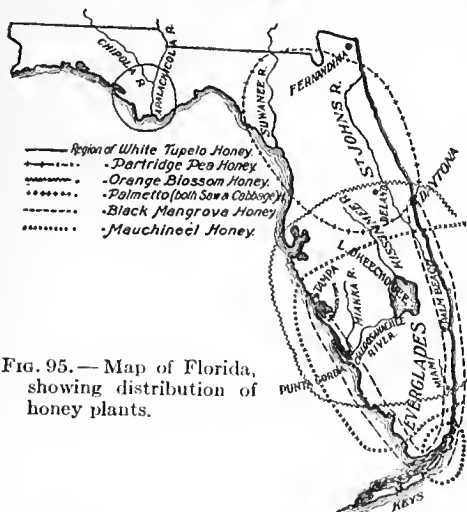 CHIPOLA R.
APALACHICOLA R.
SUWANEE R.
FERNANDINA
ST JOHNS R.
Region of White Tupelo Honey.
" Partridge Pea Honey.
" Orange Blossom Honey.
" Palmetto (both Saw & Cabbage) H.
" Black Mangrove Honey.
" Mauchineel Honey.
DAYTONA
DELAND
KISSIMMEE R.
L. OKEECHOBEE
TAMPA
MIAKKA R.
CALOOSAHACHIE
RIVER
PUNTA GORDA
PALM BEACH
MIAMI
EVERGLADES
KEYS
FIG. 95. — Map of Florida,
showing distribution of
honey plants.